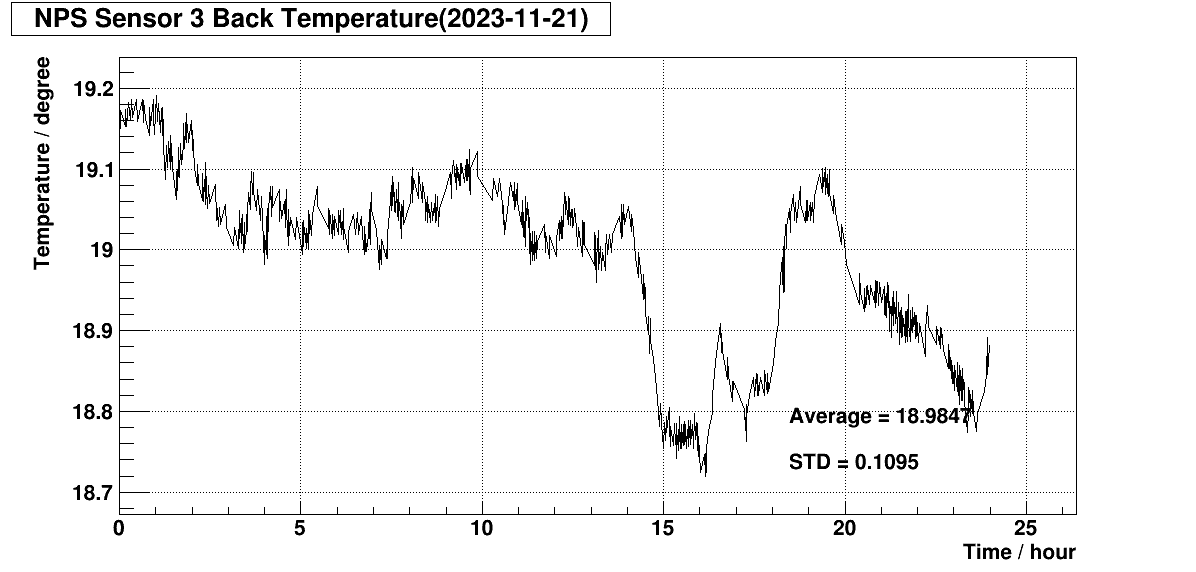 NPS Sensor 3 Back Temperature(2023-11-21)
Temperature / degree
19.2
19.1
19
18.9
18.8
18.7
Average = 18.9847
STD = 0.1095
0 5 10 15 20 25
Time / hour